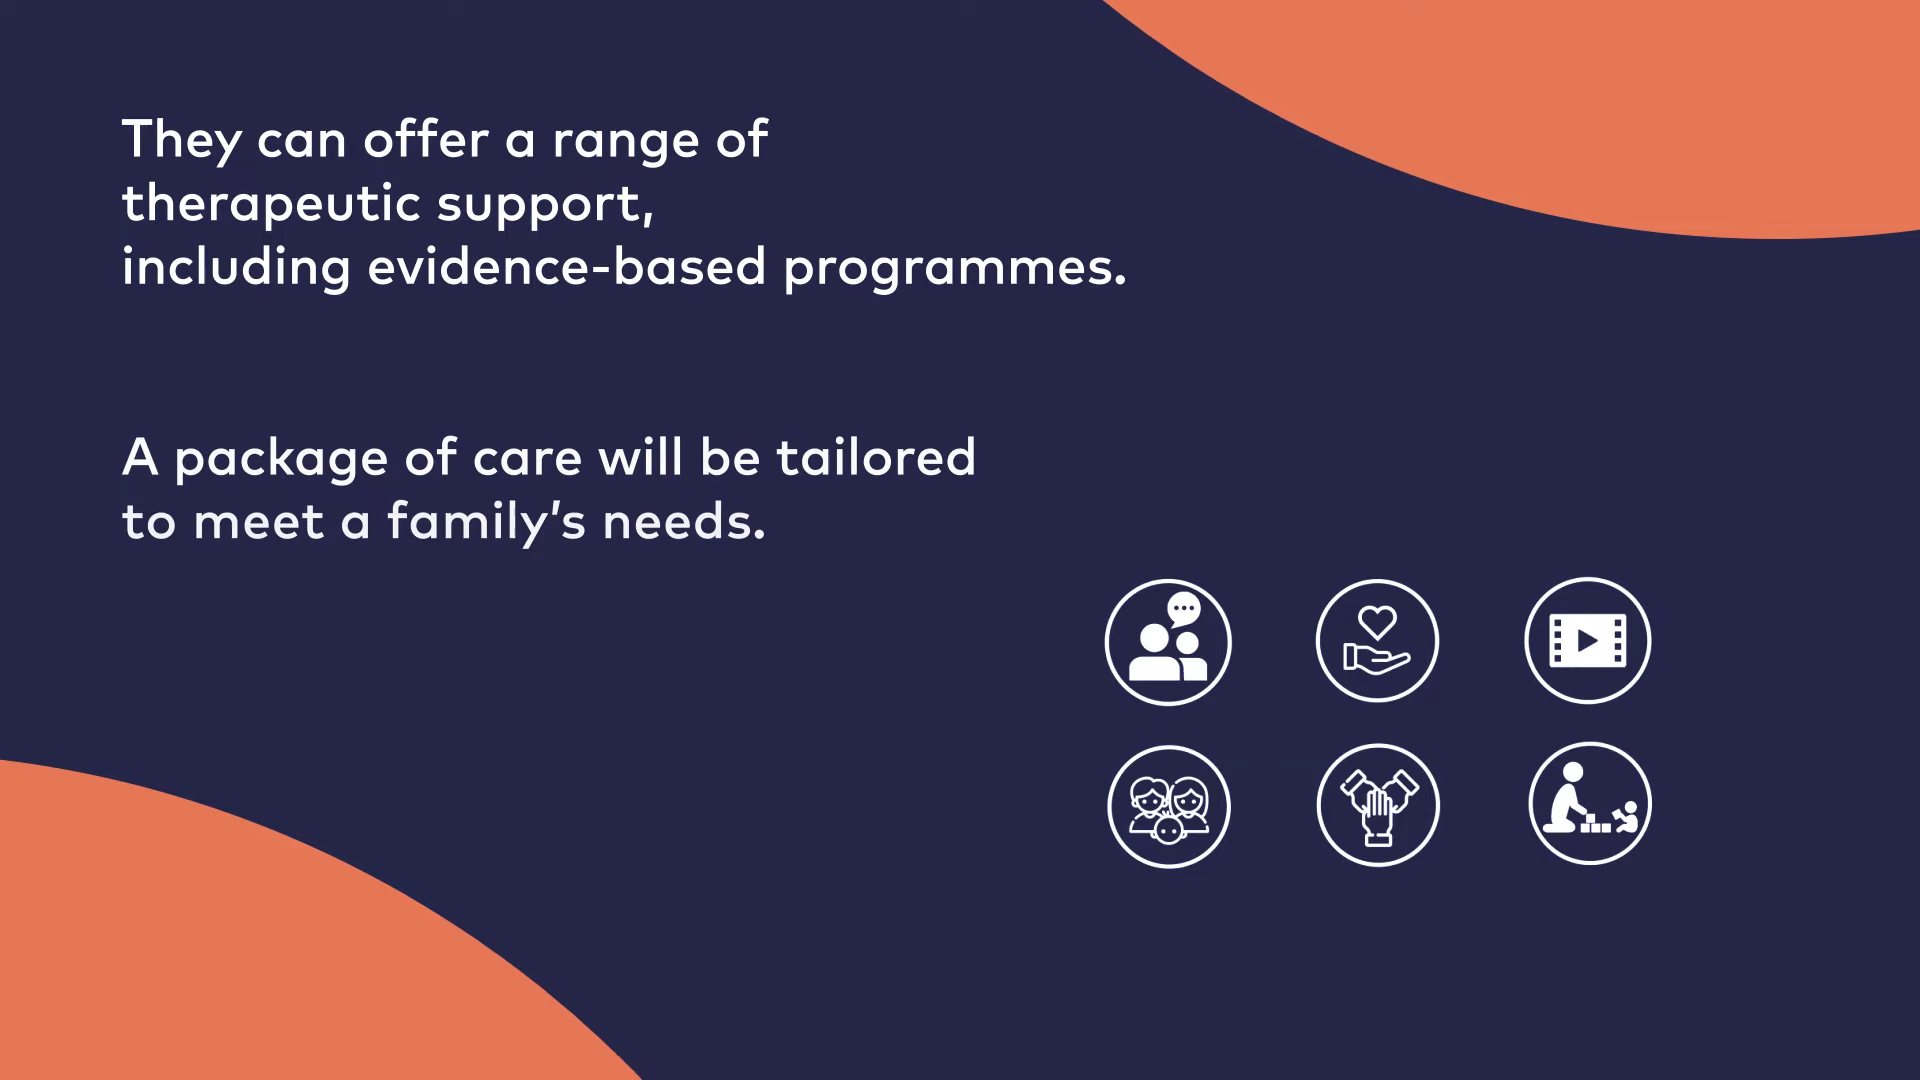 They can offer a range of
therapeutic support,
including evidence-based programmes.
A package of care will be tailored
to meet a family’s needs.